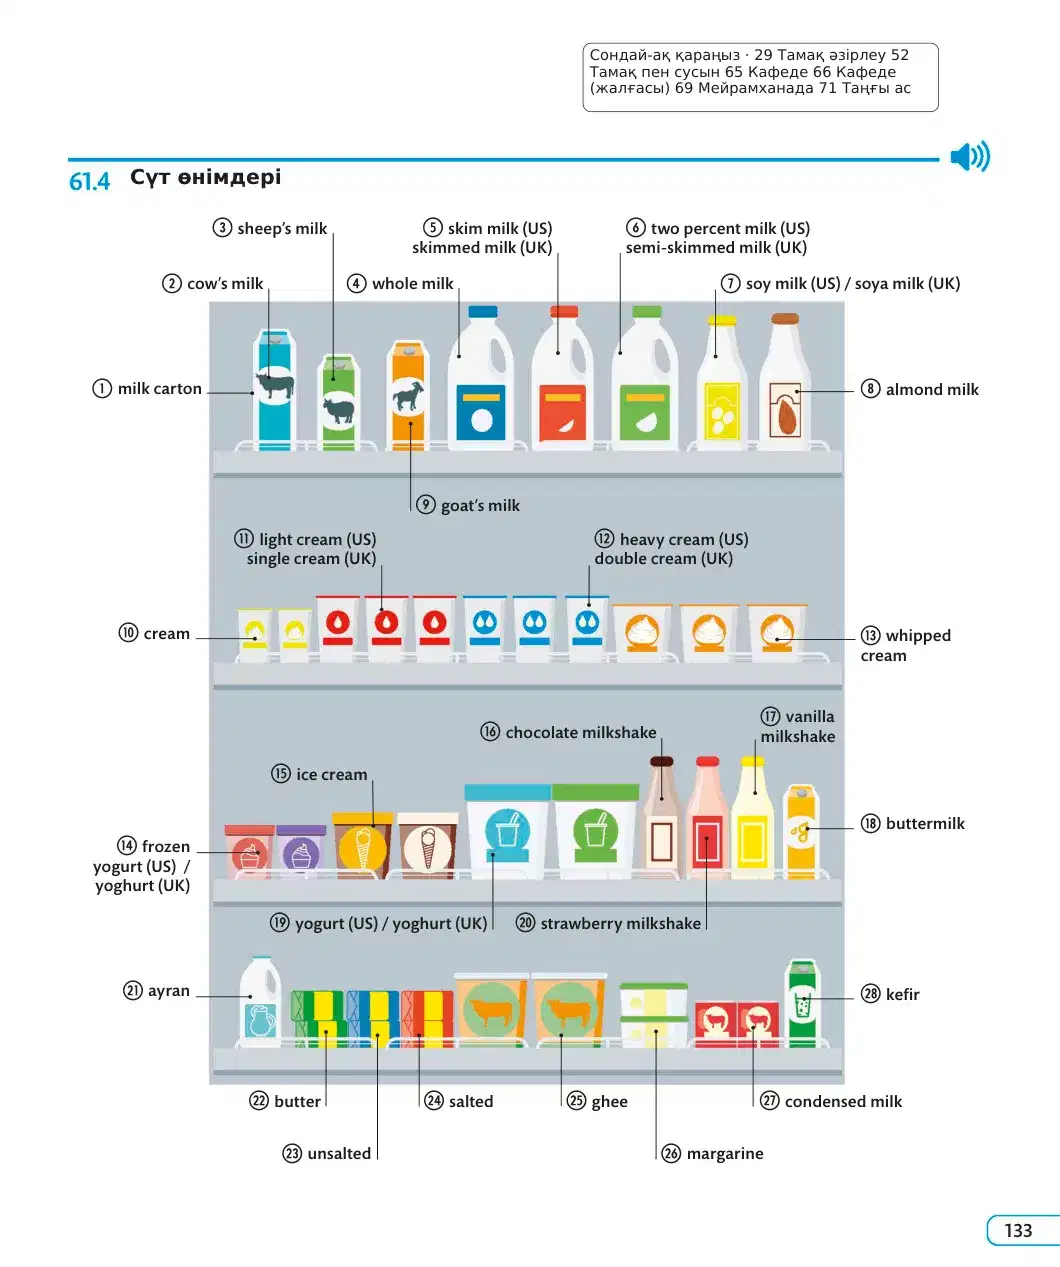 Сондай-ақ қараңыз · 29 Тамақ әзірлеу 52
Тамақ пен сусын 65 Кафеде 66 Кафеде
(жалғасы) 69 Мейрамханада 71 Таңғы ас
61.4 Сүт өнімдері
3 sheep's milk
5 skim milk (US)
skimmed milk (UK)
6 two percent milk (US)
semi-skimmed milk (UK)
2 cow's milk
4 whole milk
7 soy milk (US) / soya milk (UK)
1 milk carton
8 almond milk
9 goat's milk
11 light cream (US)
single cream (UK)
12 heavy cream (US)
double cream (UK)
10 cream
13 whipped
cream
16 chocolate milkshake
17 vanilla
milkshake
15 ice cream
14 frozen
yogurt (US) /
yoghurt (UK)
18 buttermilk
19 yogurt (US) / yoghurt (UK)
20 strawberry milkshake
21 ayran
28 kefir
22 butter
24 salted
25 ghee
27 condensed milk
23 unsalted
26 margarine
133